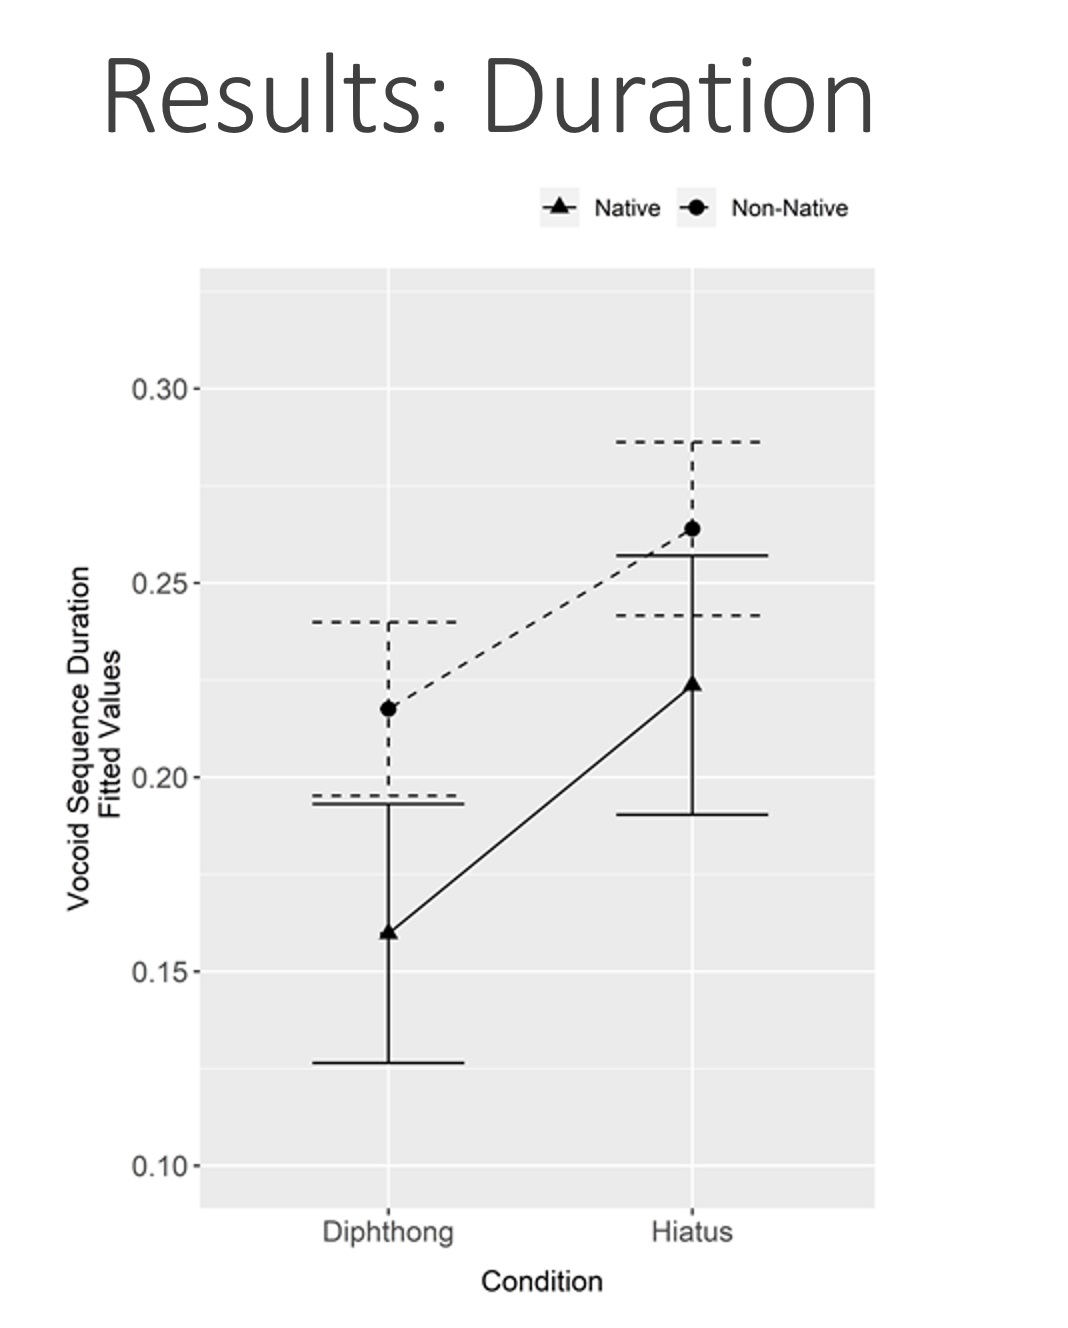 Results: Duration
Native Non-Native
0.30
0.25
0.20
0.15
0.10
Vocoid Sequence Duration
Fitted Values
Diphthong Hiatus
Condition